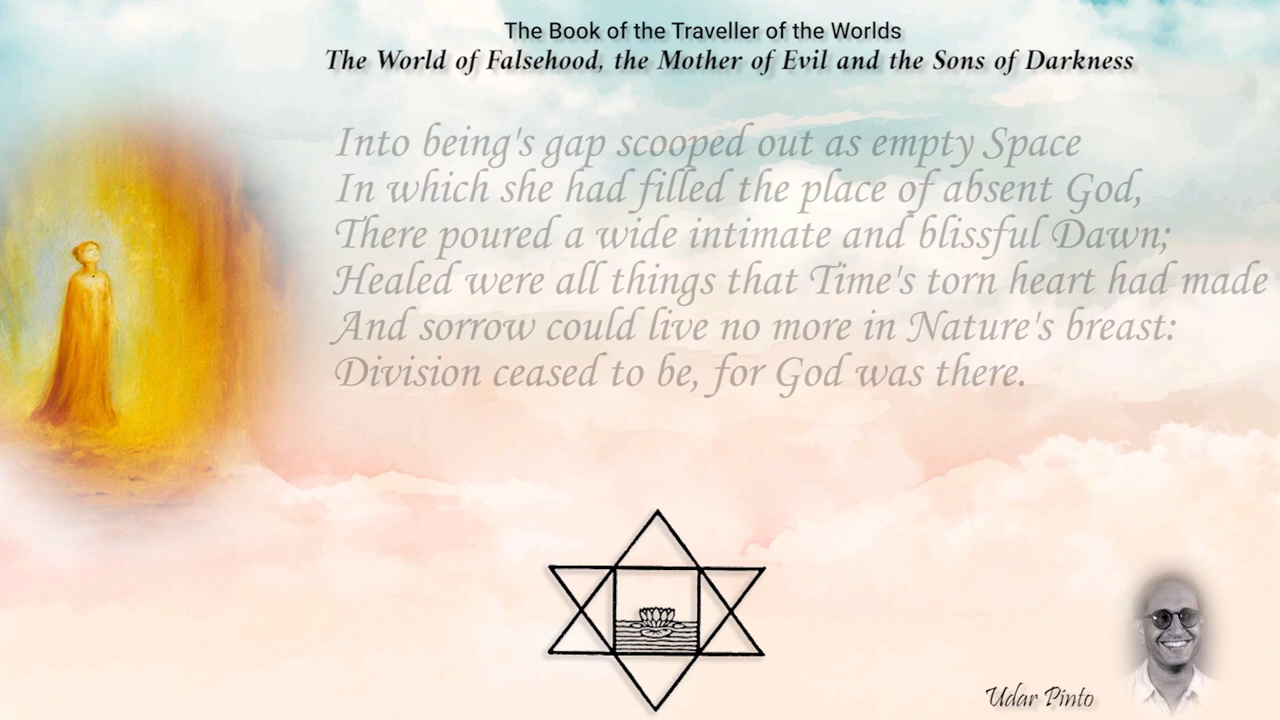 The Book of the Traveller of the Worlds
The World of Falsehood, the Mother of Evil and the Sons of Darkness
Into being's gap scooped out as empty Space
In which she had filled the place of absent God,
There poured a wide intimate and blissful Dawn;
Healed were all things that Time's torn heart had made
And sorrow could live no more in Nature's breast:
Division ceased to be, for God was there.
Udar Pinto